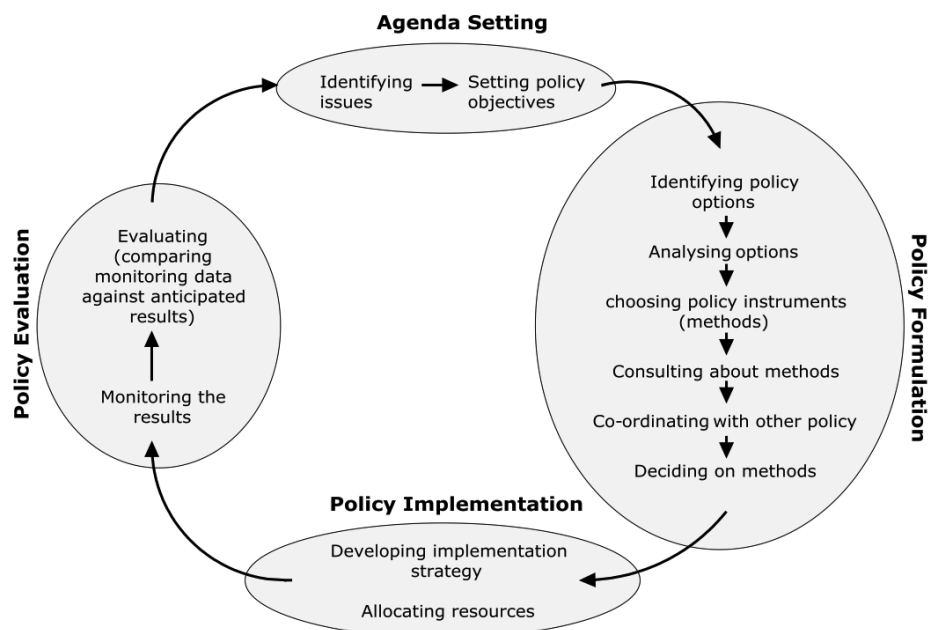 Agenda Setting
Identifying
issues
Setting policy
objectives
Policy Formulation
Identifying policy
options
Analysing options
choosing policy instruments
(methods)
Consulting about methods
Co-ordinating with other policy
Deciding on methods
Policy Implementation
Developing implementation
strategy
Allocating resources
Policy Evaluation
Evaluating
(comparing
monitoring data
against anticipated
results)
Monitoring the
results